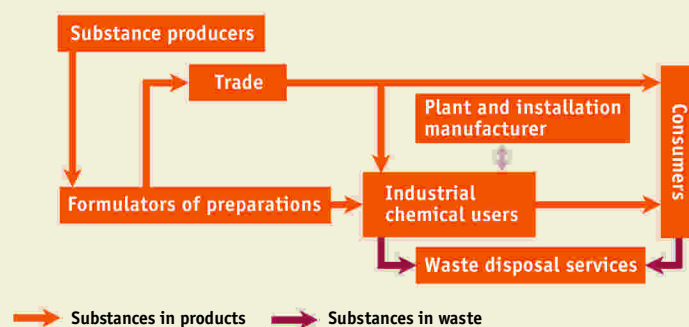 Substance producers
Trade
Plant and installation
manufacturer
Consumers
Formulators of preparations
Industrial
chemical users
Waste disposal services
Substances in products
Substances in waste